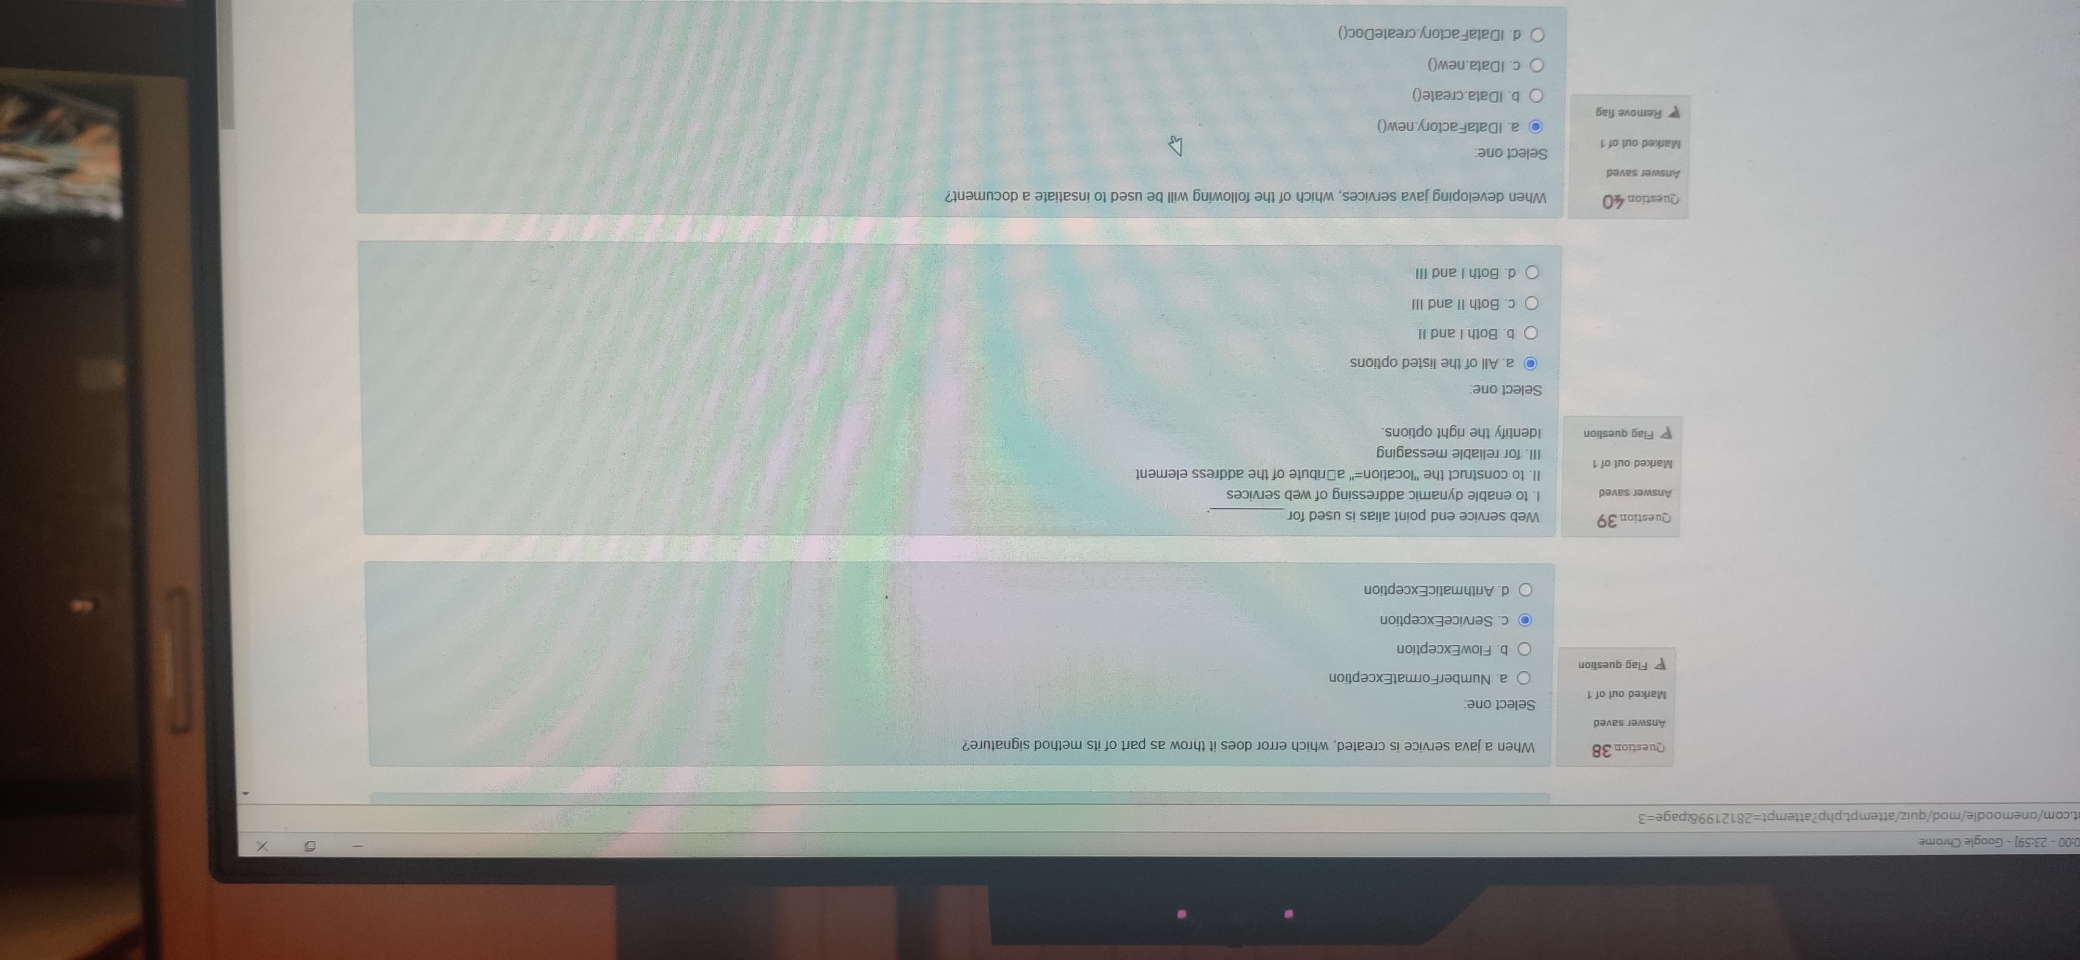 0:00 - 23:59] - Google Chrome
t.com/onemoodle/mod/quiz/attempt.php?attempt=2812199&page=3
Question 38
Answer saved
Marked out of 1
Flag question
When a java service is created, which error does it throw as part of its method signature?
Select one:
a. NumberFormatException
b. FlowException
c. ServiceException
d. ArithmaticException
Question 39
Answer saved
Marked out of 1
Flag question
Web service end point alias is used for _________.
I. to enable dynamic addressing of web services
II. to construct the "location=" a□ribute of the address element
III. for reliable messaging
Identify the right options.
Select one:
a. All of the listed options
b. Both I and II
c. Both II and III
d. Both I and III
Question 40
Answer saved
Marked out of 1
Remove flag
When developing java services, which of the following will be used to insatiate a document?
Select one:
a. IDataFactory.new()
b. IData.create()
c. IData.new()
d. IDataFactory.createDoc()